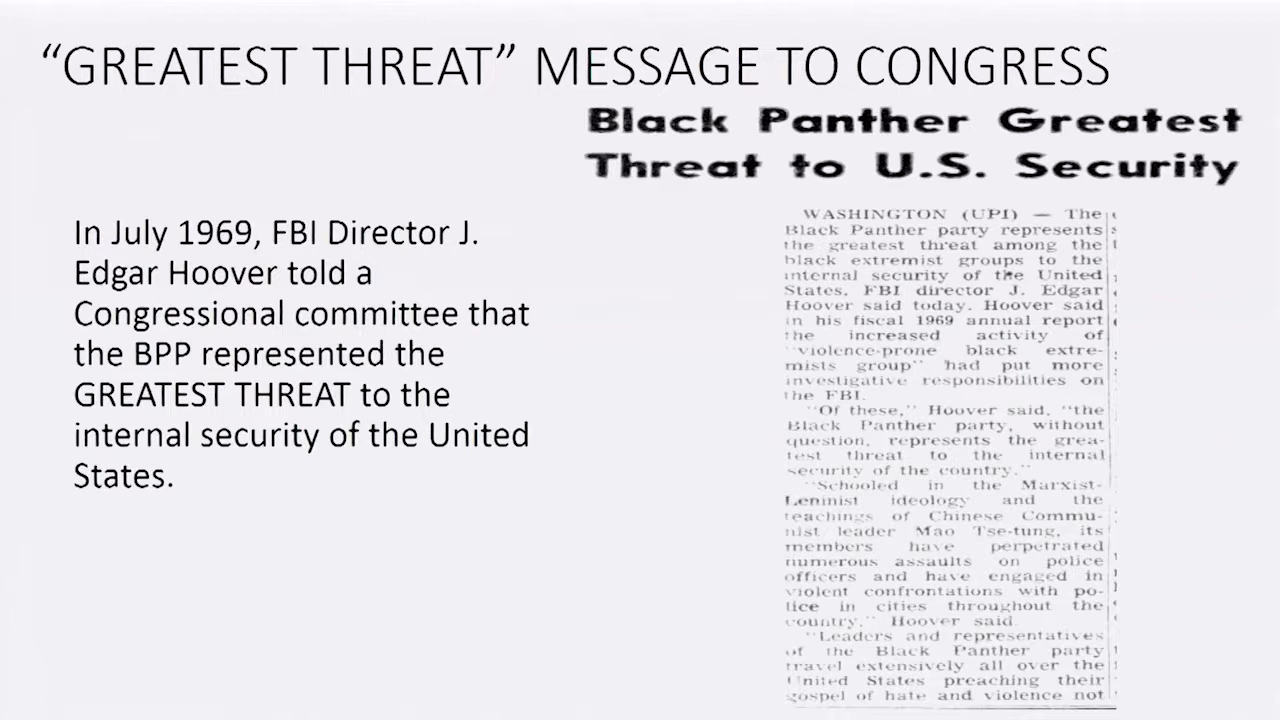 “GREATEST THREAT” MESSAGE TO CONGRESS
Black Panther Greatest
Threat to U.S. Security
In July 1969, FBI Director J.
Edgar Hoover told a
Congressional committee that
the BPP represented the
GREATEST THREAT to the
internal security of the United
States.
WASHINGTON (UPI) — The
Black Panther party represents
the greatest threat among the
black extremist groups to the
internal security of the United
States, FBI director J. Edgar
Hoover said today. Hoover said
in his fiscal 1969 annual report
the increased activity of
"violence-prone black extre-
mists group" had put more
investigative responsibilities on
the FBI.
"Of these," Hoover said, "the
Black Panther party, without
question, represents the grea-
test threat to the internal
security of the country."
"Schooled in the Marxist-
Leninist ideology and the
teachings of Chinese Commu-
nist leader Mao Tse-tung, its
members have perpetrated
numerous assaults on police
officers and have engaged in
violent confrontations with po-
lice in cities throughout the
country," Hoover said.
"Leaders and representatives
of the Black Panther party
travel extensively all over the
United States preaching their
gospel of hate and violence not